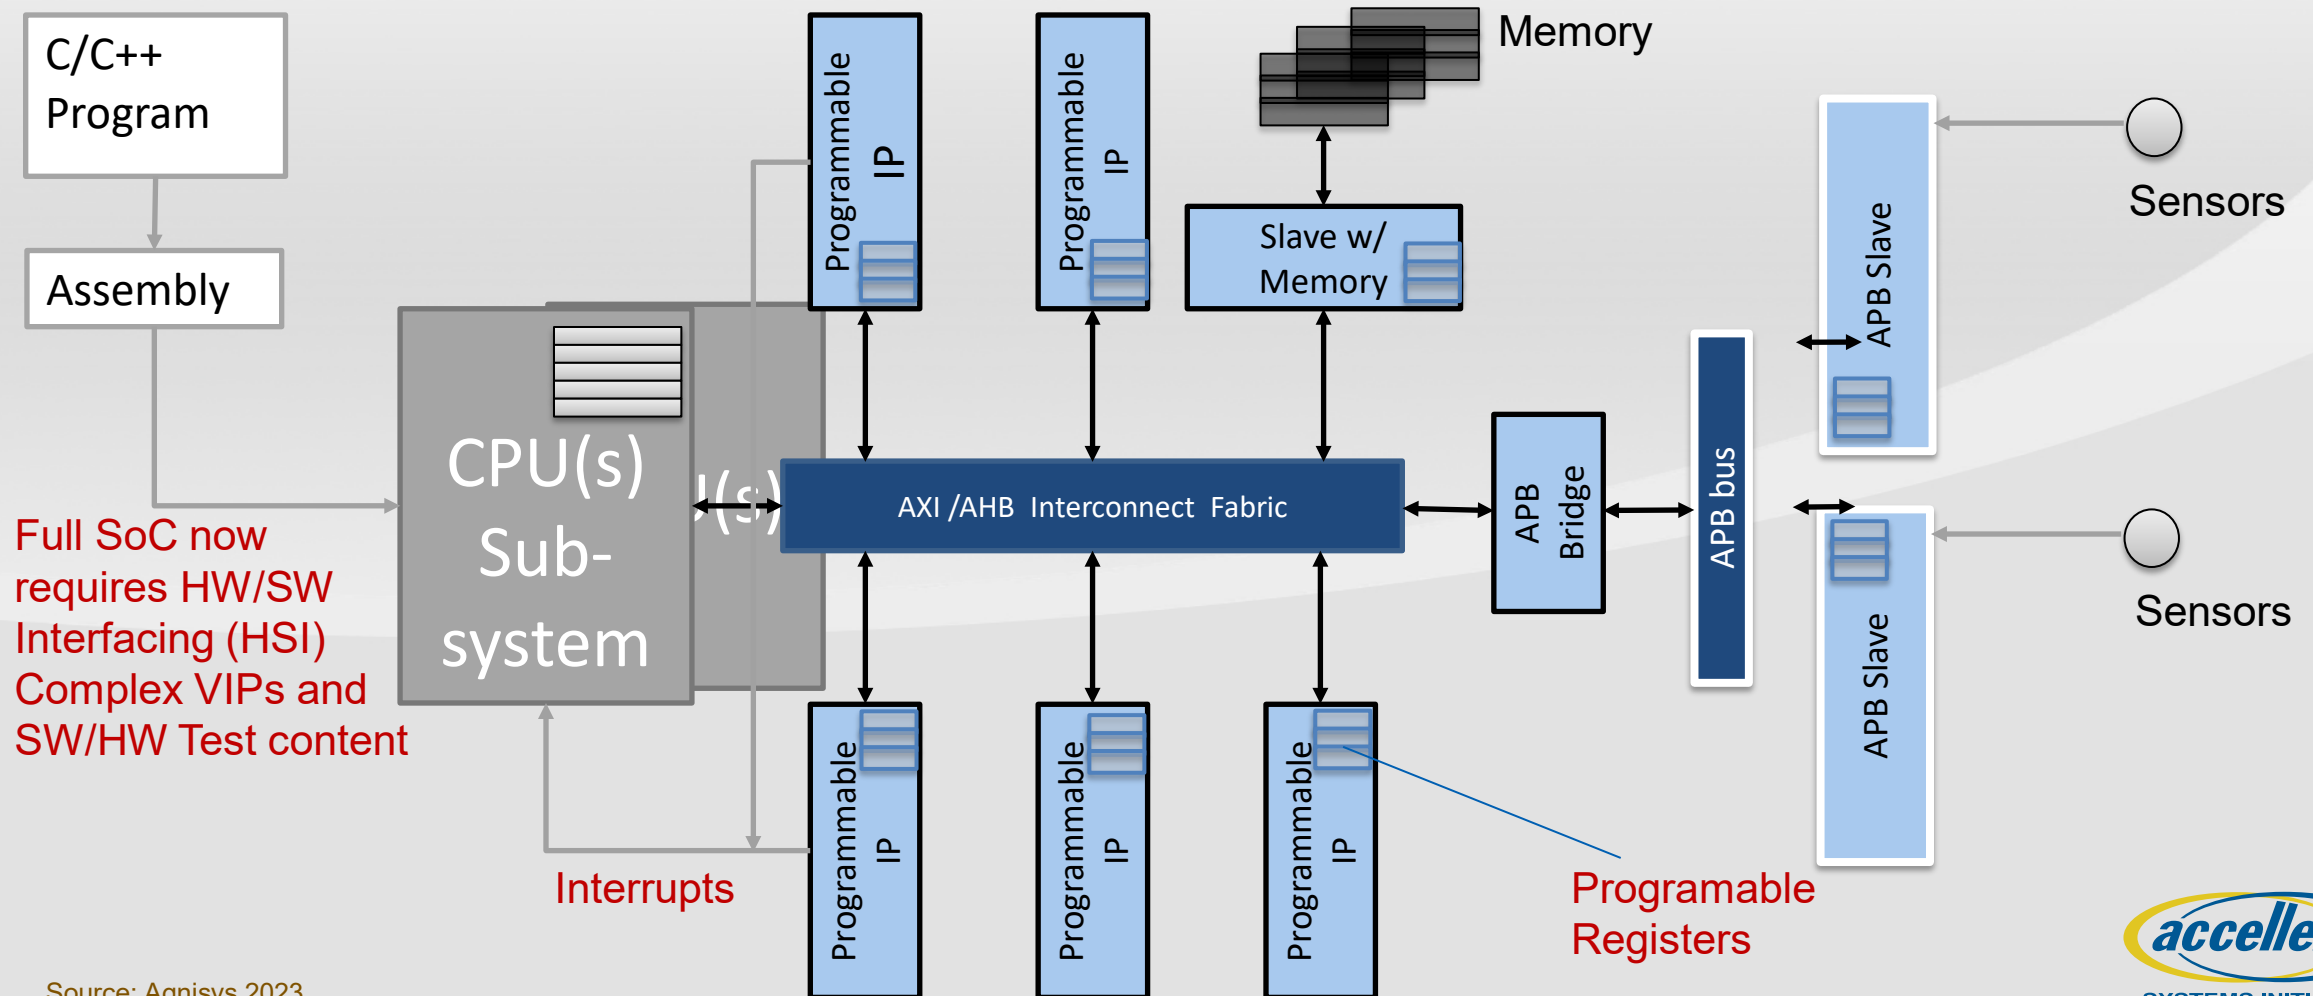 C/C++
Program
Assembly
Full SoC now
requires HW/SW
Interfacing (HSI)
Complex VIPs and
SW/HW Test content
CPU(s)
Sub-
system
Programmable
IP
Programmable
IP
Memory
Slave w/
Memory
AXI /AHB Interconnect Fabric
APB
Bridge
APB bus
APB Slave
Sensors
APB Slave
Sensors
Interrupts
Programmable
IP
Programmable
IP
Programmable
IP
Programable
Registers
Source: Agnisys 2023